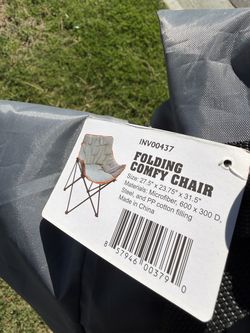 INV00437
FOLDING
COMFY CHAIR
Size: 27.5" x 23.75" x 31.5"
Materials: Microfiber, 600 x 300 D,
Steel, and PP cotton filling
Made in China
8 37946 00379 0